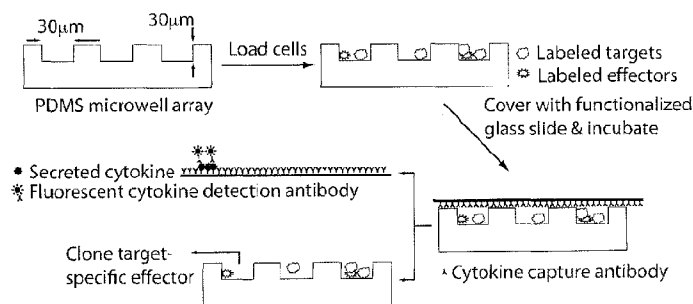 30μm
30μm
Load cells
PDMS microwell array
Labeled targets
Labeled effectors
Cover with functionalized
glass slide & incubate
Secreted cytokine
Fluorescent cytokine detection antibody
Clone target-
specific effector
Cytokine capture antibody